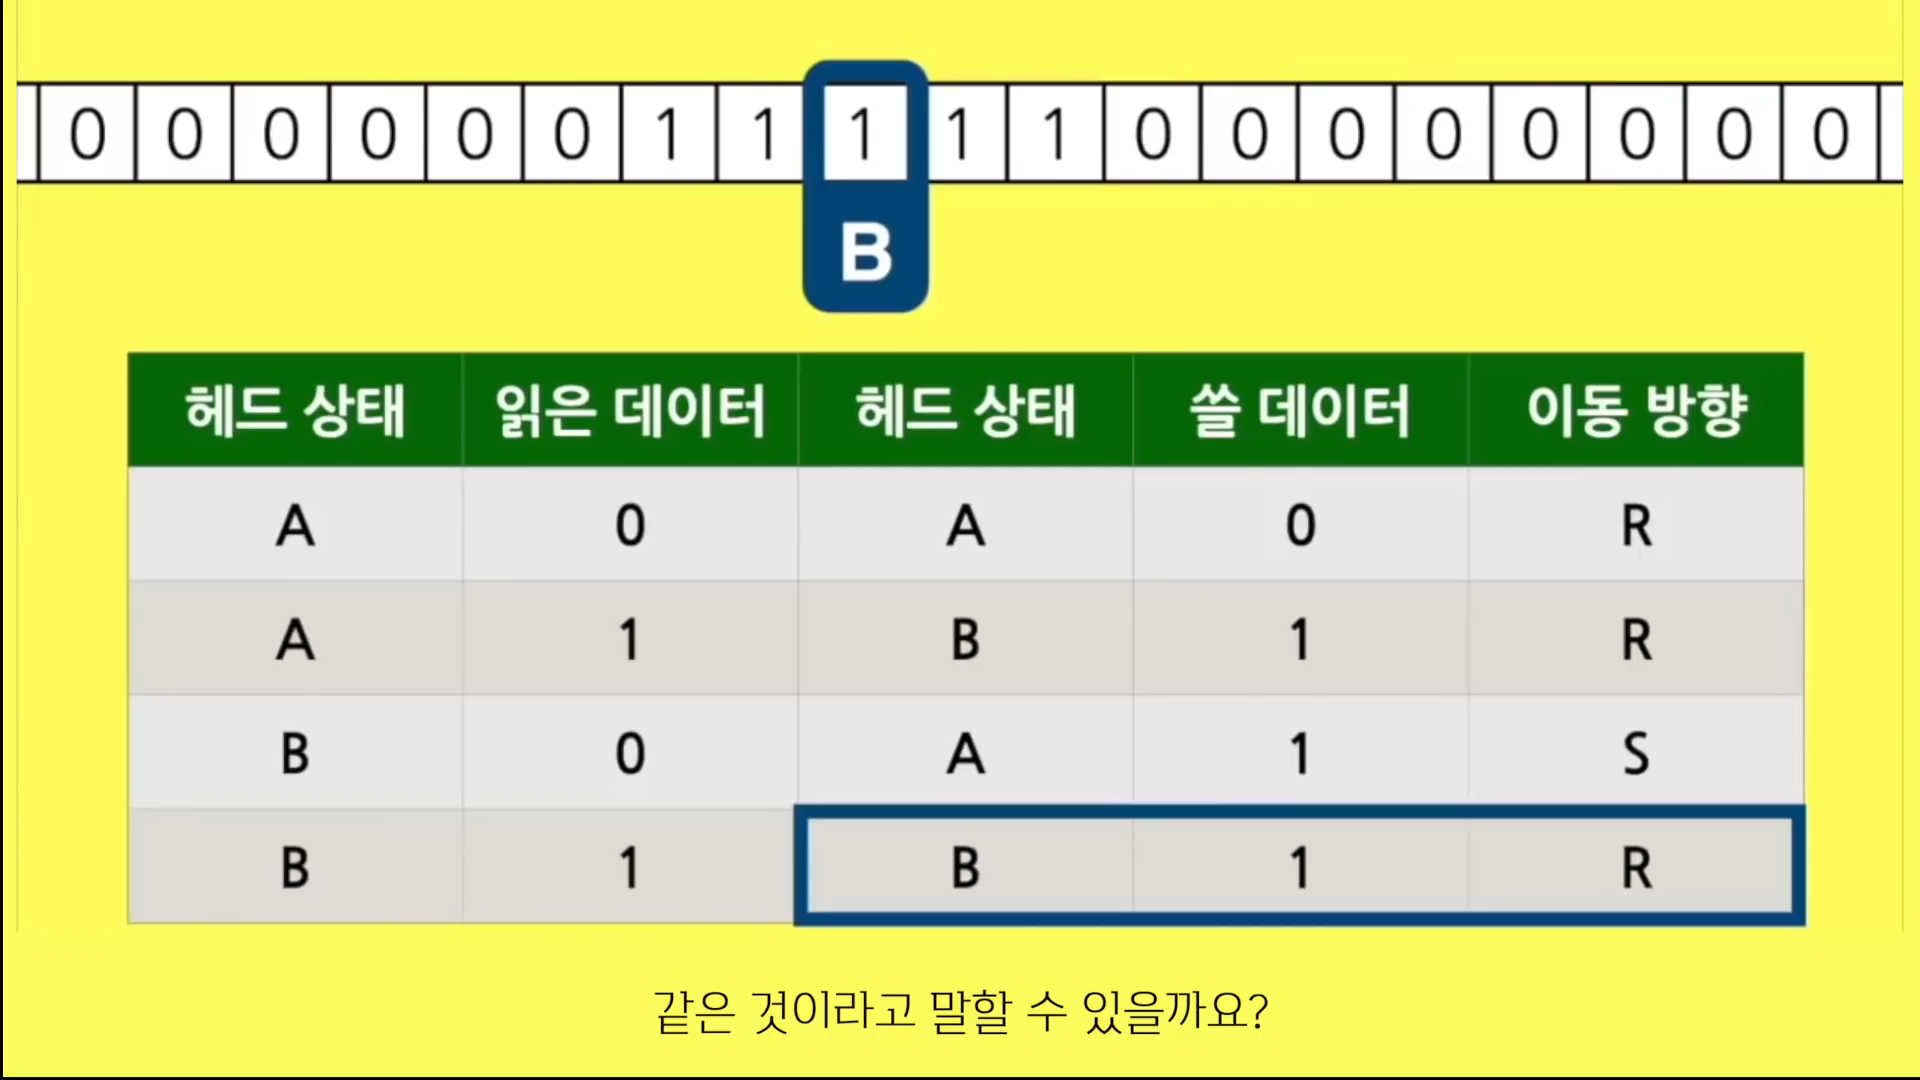 0 0 0 0 0 0 1 1 1 1 1 0 0 0 0 0 0 0 0
B
헤드 상태 읽은 데이터 헤드 상태 쓸 데이터 이동 방향
A 0 A 0 R
A 1 B 1 R
B 0 A 1 S
B 1 B 1 R
같은 것이라고 말할 수 있을까요?